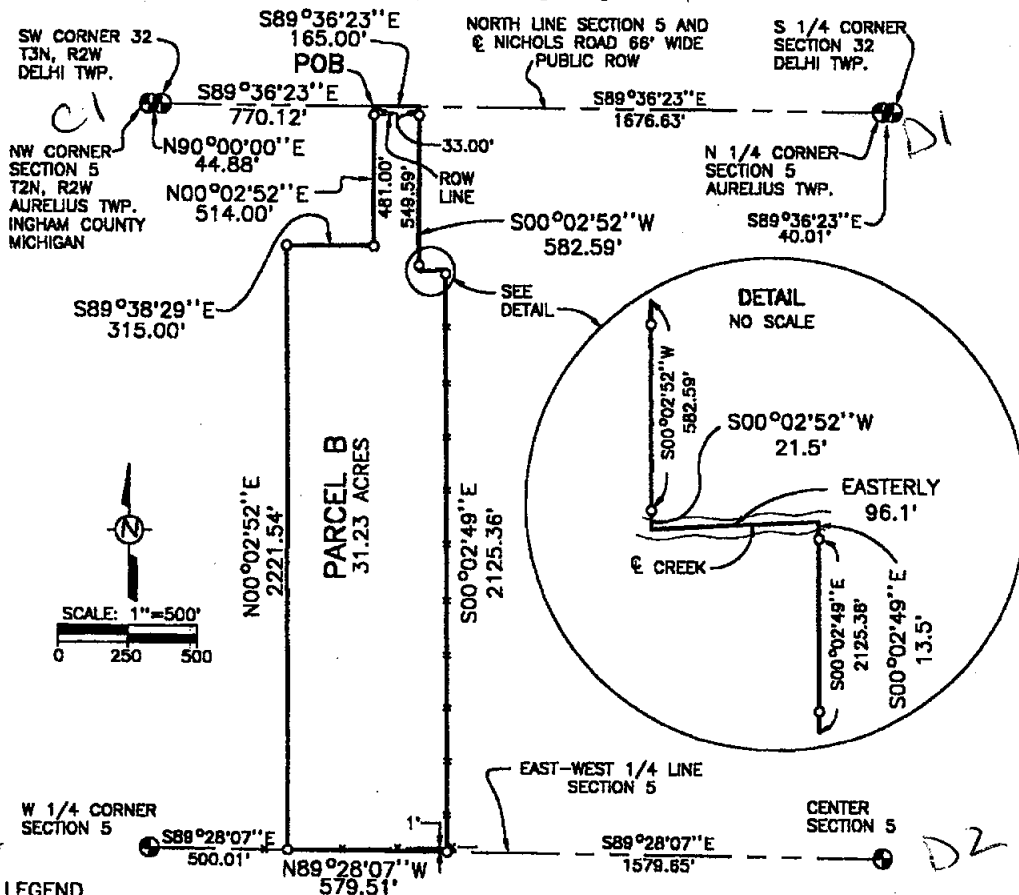 SW CORNER 32
T3N, R2W
DELHI TWP.
C1
NW CORNER
SECTION 5
T2N, R2W
AURELIUS TWP.
INGHAM COUNTY
MICHIGAN
S89°36'23''E
165.00'
POB
NORTH LINE SECTION 5 AND
℄ NICHOLS ROAD 66' WIDE
PUBLIC ROW
S 1/4 CORNER
SECTION 32
DELHI TWP.
D1
S89°36'23''E
770.12'
S89°36'23''E
1676.63'
N90°00'00''E
44.88'
33.00'
ROW
LINE
N 1/4 CORNER
SECTION 5
AURELIUS TWP.
S89°36'23''E
40.01'
N00°02'52''E
514.00'
481.00'
549.59'
S00°02'52''W
582.59'
S89°38'29''E
315.00'
SEE
DETAIL
DETAIL
NO SCALE
S00°02'52''W
582.59'
S00°02'52''W
21.5'
EASTERLY
96.1'
℄ CREEK
S00°02'49''E
2125.36'
S00°02'49''E
13.5'
N
SCALE: 1"=500'
0 250 500
N00°02'52''E
2221.54'
PARCEL B
31.23 ACRES
S00°02'49''E
2125.36'
W 1/4 CORNER
SECTION 5
S89°28'07''E
500.01'
1'
N89°28'07''W
579.51'
EAST-WEST 1/4 LINE
SECTION 5
S89°28'07''E
1579.65'
CENTER
SECTION 5
D2
LEGEND